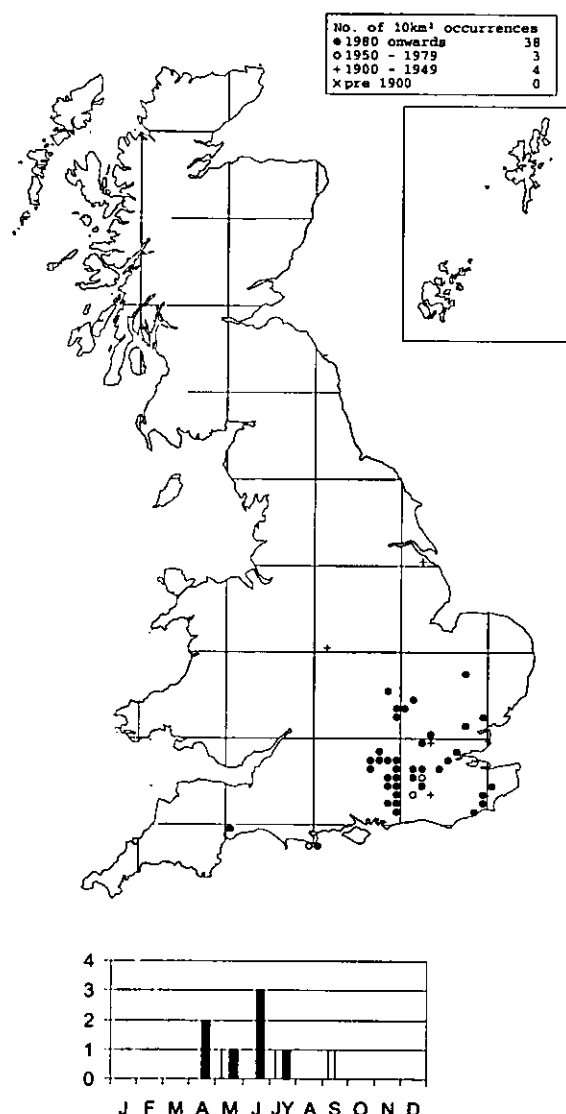 No. of 10km² occurrences
● 1980 onwards 38
○ 1950 - 1979 3
+ 1900 - 1949 4
× pre 1900 0
4
3
2
1
0
J F M A M J JY A S O N D